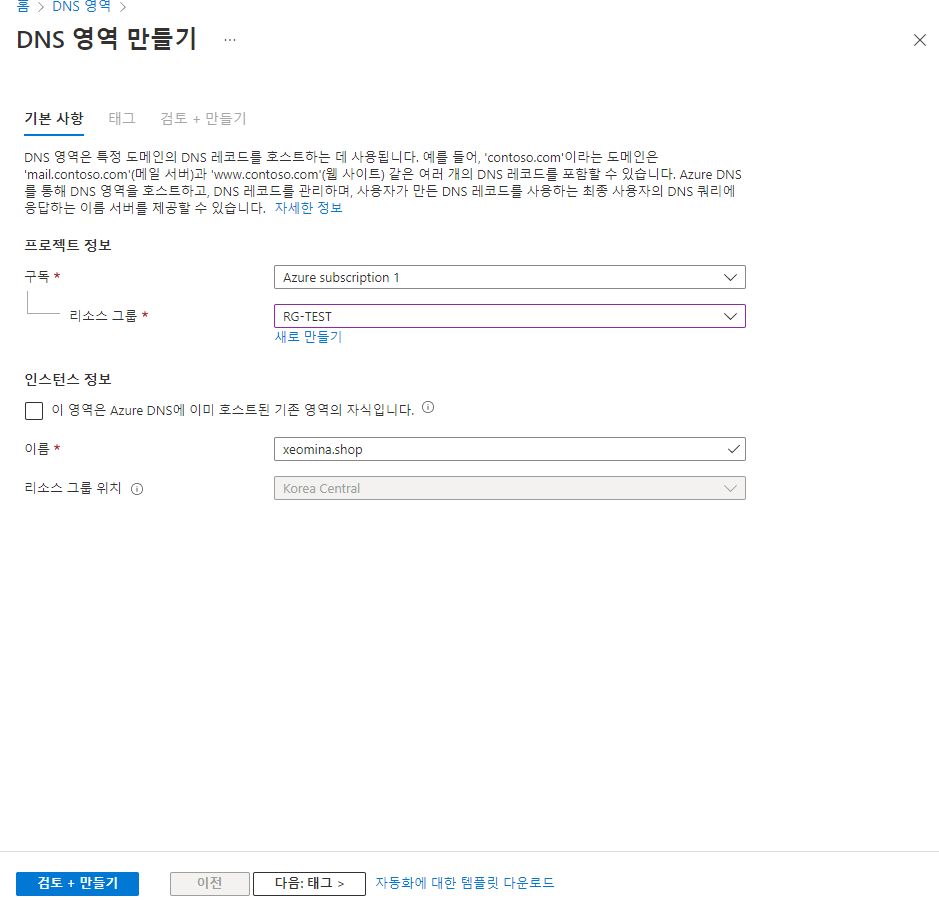 홈 > DNS 영역 >
DNS 영역 만들기 ...
기본 사항 태그 검토 + 만들기
DNS 영역은 특정 도메인의 DNS 레코드를 호스트하는 데 사용됩니다. 예를 들어, 'contoso.com'이라는 도메인은
'mail.contoso.com'(메일 서버)과 'www.contoso.com'(웹 사이트) 같은 여러 개의 DNS 레코드를 포함할 수 있습니다. Azure DNS
를 통해 DNS 영역을 호스트하고, DNS 레코드를 관리하며, 사용자가 만든 DNS 레코드를 사용하는 최종 사용자의 DNS 쿼리에
응답하는 이름 서버를 제공할 수 있습니다. 자세한 정보
프로젝트 정보
구독 * Azure subscription 1
리소스 그룹 * RG-TEST
새로 만들기
인스턴스 정보
이 영역은 Azure DNS에 이미 호스트된 기존 영역의 자식입니다.
이름 * xeomina.shop
리소스 그룹 위치 Korea Central
검토 + 만들기 이전 다음: 태그 > 자동화에 대한 템플릿 다운로드